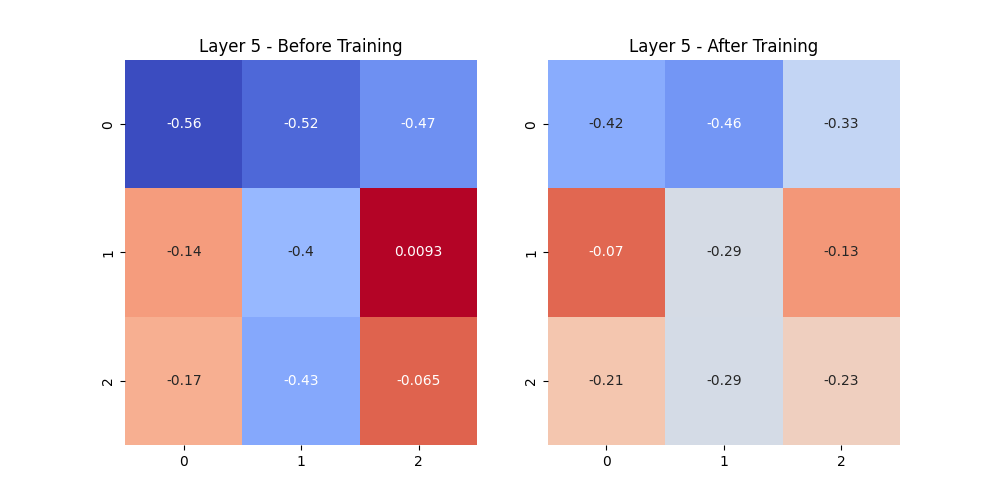 Layer 5 - Before Training
0 -0.56 -0.52 -0.47
1 -0.14 -0.4 0.0093
2 -0.17 -0.43 -0.065
0 1 2
Layer 5 - After Training
0 -0.42 -0.46 -0.33
1 -0.07 -0.29 -0.13
2 -0.21 -0.29 -0.23
0 1 2